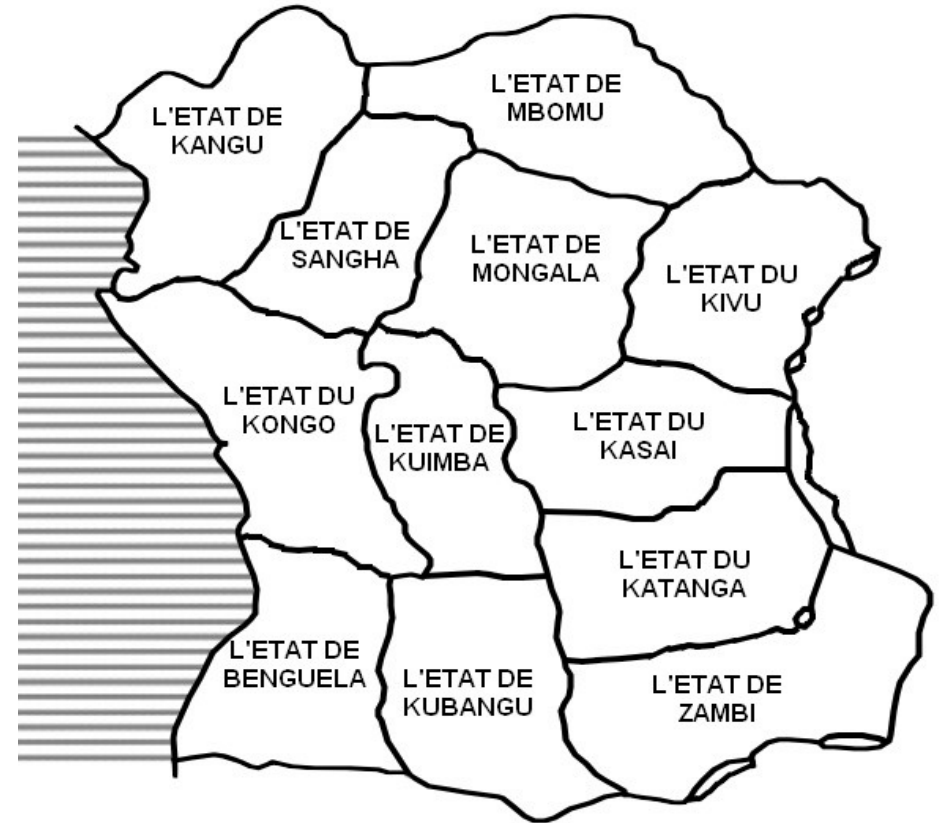 L'ETAT DE
MBOMU
L'ETAT DE
KANGU
L'ETAT DE
SANGHA
L'ETAT DE
MONGALA
L'ETAT DU
KIVU
L'ETAT DU
KONGO
L'ETAT DE
KUIMBA
L'ETAT DU
KASAI
L'ETAT DU
KATANGA
L'ETAT DE
BENGUELA
L'ETAT DE
KUBANGU
L'ETAT DE
ZAMBI